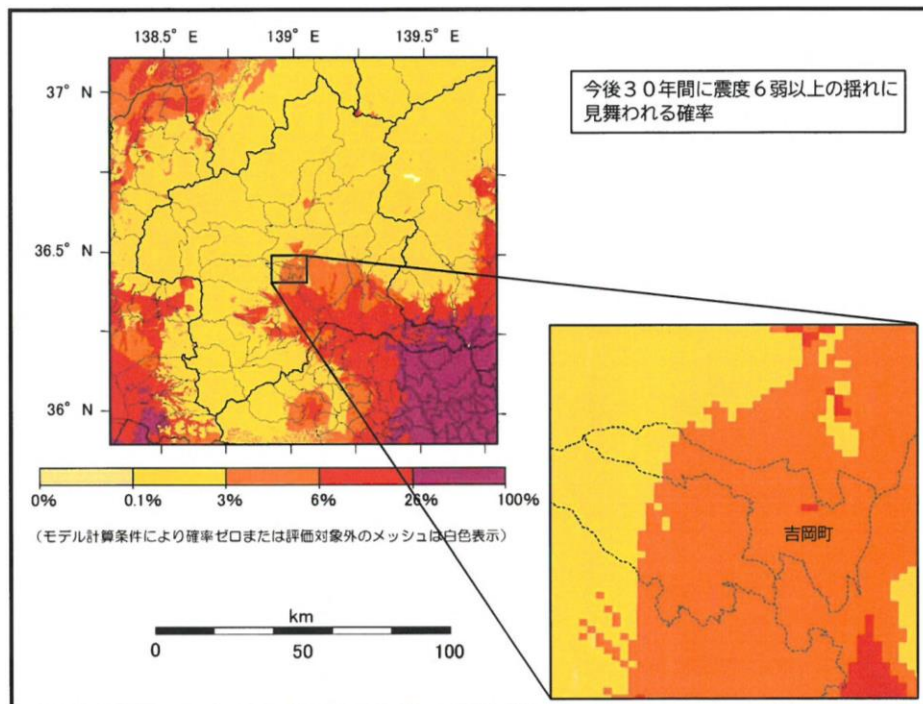 138.5° E 139° E 139.5° E
今後30年間に震度6弱以上の揺れに
見舞われる確率
37° N
36.5° N
36° N
吉岡町
0% 0.1% 3% 6% 26% 100%
(モデル計算条件により確率ゼロまたは評価対象外のメッシュは白色表示)
km
0 50 100